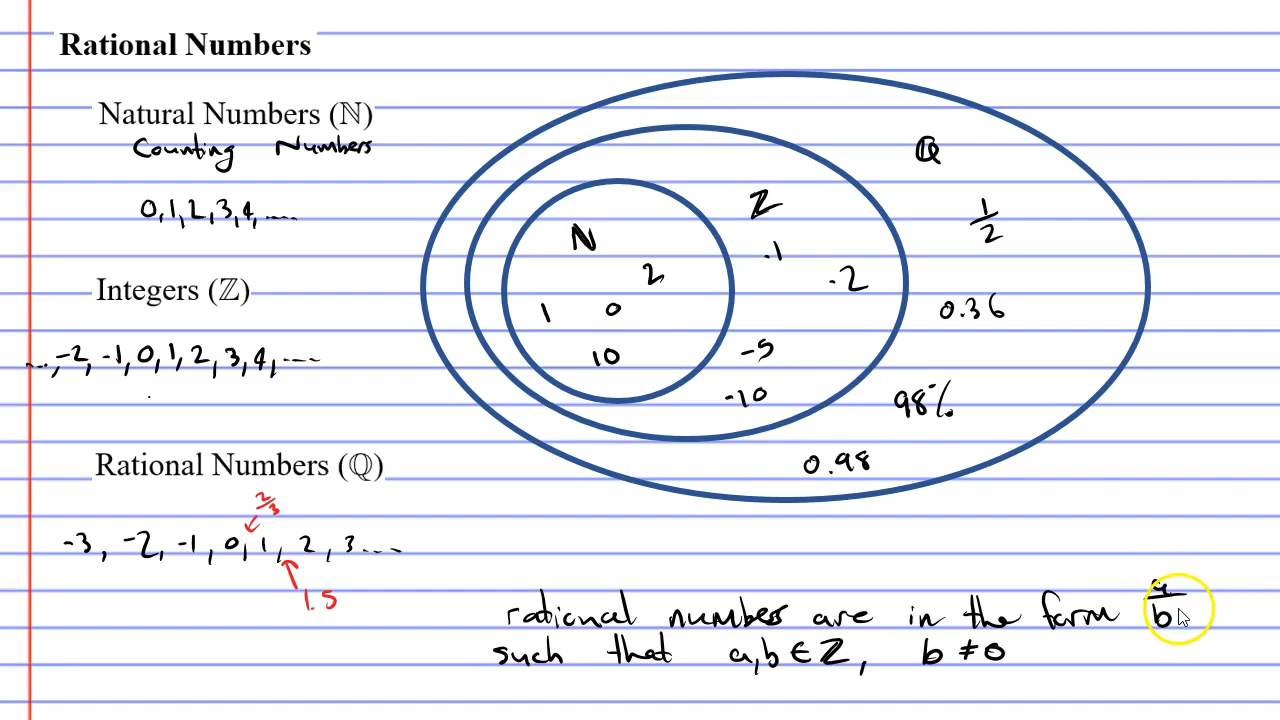 Rational Numbers
Natural Numbers (ℕ)
Counting Numbers
0, 1, 2, 3, 4, .....
Integers (ℤ)
..., -2, -1, 0, 1, 2, 3, 4, .....
Rational Numbers (ℚ)
2/3
-3, -2, -1, 0, 1, 2, 3 ....
1.5
ℕ
2
1 0
10
ℤ
-1
-2
-5
-10
ℚ
1/2
0.36
98%
0.98
rational numbers are in the form a/b
such that a, b ∈ ℤ, b ≠ 0